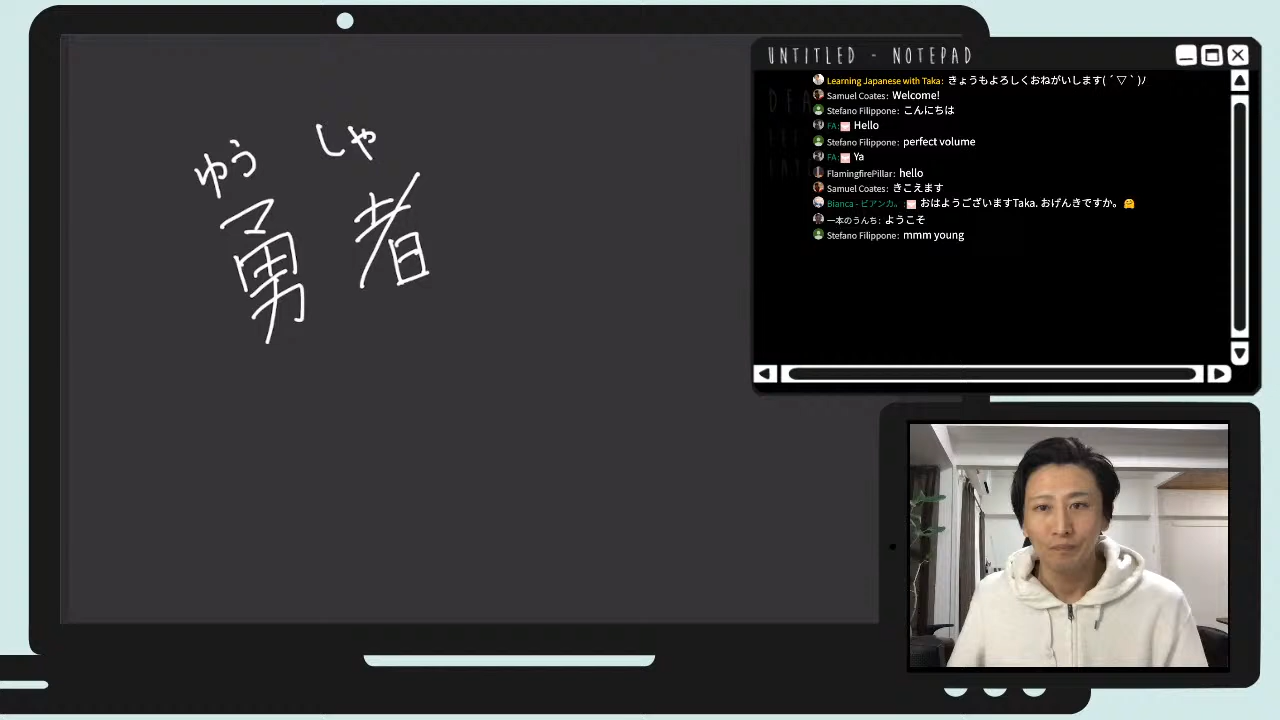 ゆう しゃ
勇者
UNTITLED - NOTEPAD
Learning Japanese with Taka: きょうもよろしくおねがいします( ´ ▽ ` )ﾉ
Samuel Coates: Welcome!
Stefano Filippone: こんにちは
FA: Hello
Stefano Filippone: perfect volume
FA: Ya
FlamingfirePillar: hello
Samuel Coates: きこえます
Bianca - ビアンカ。: おはようございますTaka. おげんきですか。🤗
一本のうんち: ようこそ
Stefano Filippone: mmm young